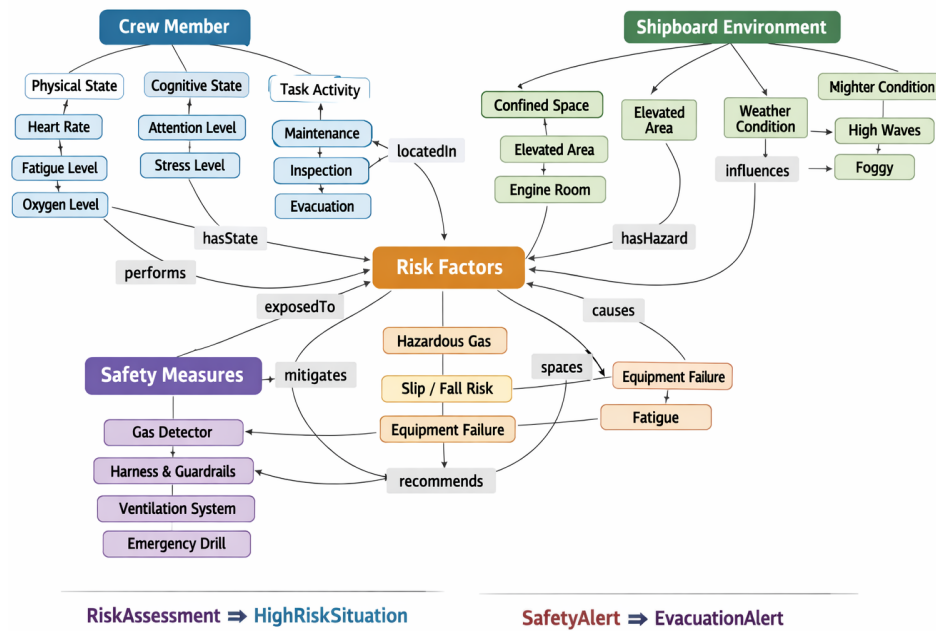 Crew Member
Shipboard Environment
Physical State
Cognitive State
Task Activity
Heart Rate
Attention Level
Maintenance
Fatigue Level
Stress Level
Inspection
Oxygen Level
Evacuation
locatedIn
Confined Space
Elevated Area
Engine Room
Elevated
Area
Weather
Condition
Mighter Condition
High Waves
Foggy
influences
hasState
hasHazard
performs
Risk Factors
exposedTo
causes
Safety Measures
mitigates
Hazardous Gas
Slip / Fall Risk
Equipment Failure
spaces
Equipment Failure
Fatigue
recommends
Gas Detector
Harness & Guardrails
Ventilation System
Emergency Drill
RiskAssessment ⇒ HighRiskSituation
SafetyAlert ⇒ EvacuationAlert